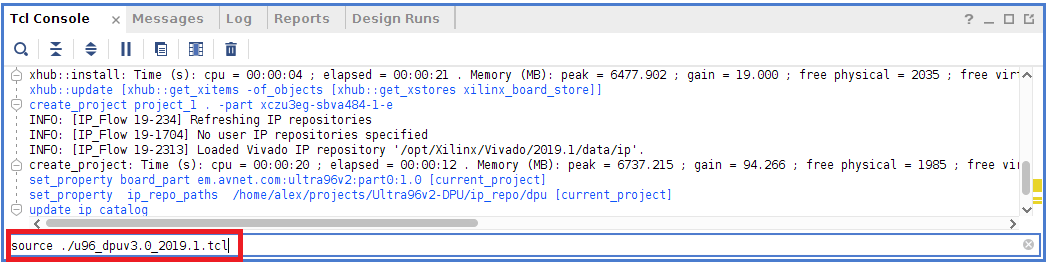 Tcl Console × Messages Log Reports Design Runs ?
xhub::install: Time (s): cpu = 00:00:04 ; elapsed = 00:00:21 . Memory (MB): peak = 6477.902 ; gain = 19.000 ; free physical = 2035 ; free virt
xhub::update [xhub::get_xitems -of_objects [xhub::get_xstores xilinx_board_store]]
create_project project_1 . -part xczu3eg-sbva484-1-e
INFO: [IP_Flow 19-234] Refreshing IP repositories
INFO: [IP_Flow 19-1704] No user IP repositories specified
INFO: [IP_Flow 19-2313] Loaded Vivado IP repository '/opt/Xilinx/Vivado/2019.1/data/ip'.
create_project: Time (s): cpu = 00:00:20 ; elapsed = 00:00:12 . Memory (MB): peak = 6737.215 ; gain = 94.266 ; free physical = 1985 ; free virt
set_property board_part em.avnet.com:ultra96v2:part0:1.0 [current_project]
set_property  ip_repo_paths  /home/alex/projects/Ultra96v2-DPU/ip_repo/dpu [current_project]
update_ip_catalog
source ./u96_dpuv3.0_2019.1.tcl